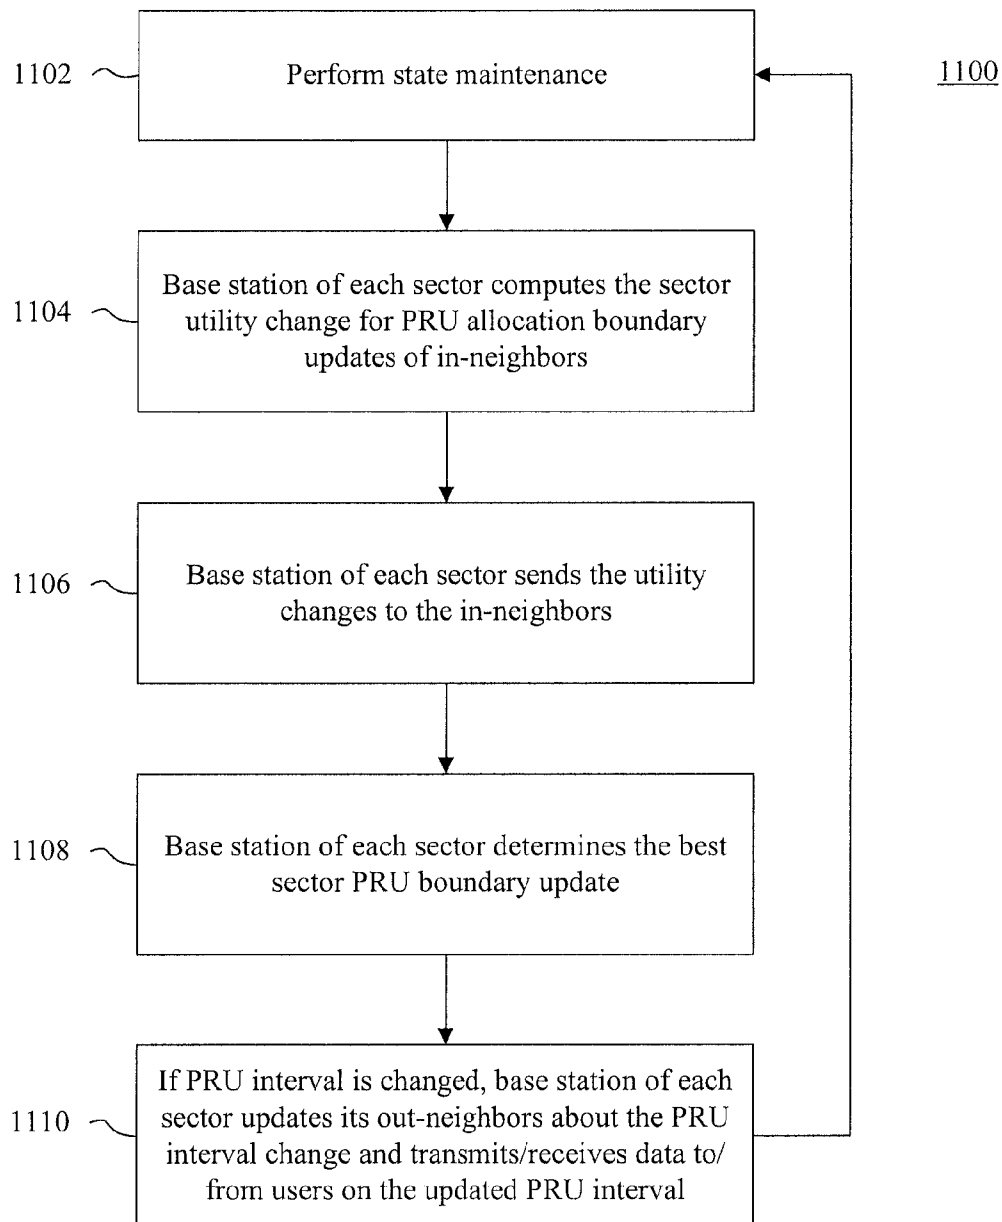 1102
Perform state maintenance
1100
1104
Base station of each sector computes the sector
utility change for PRU allocation boundary
updates of in-neighbors
1106
Base station of each sector sends the utility
changes to the in-neighbors
1108
Base station of each sector determines the best
sector PRU boundary update
1110
If PRU interval is changed, base station of each
sector updates its out-neighbors about the PRU
interval change and transmits/receives data to/
from users on the updated PRU interval